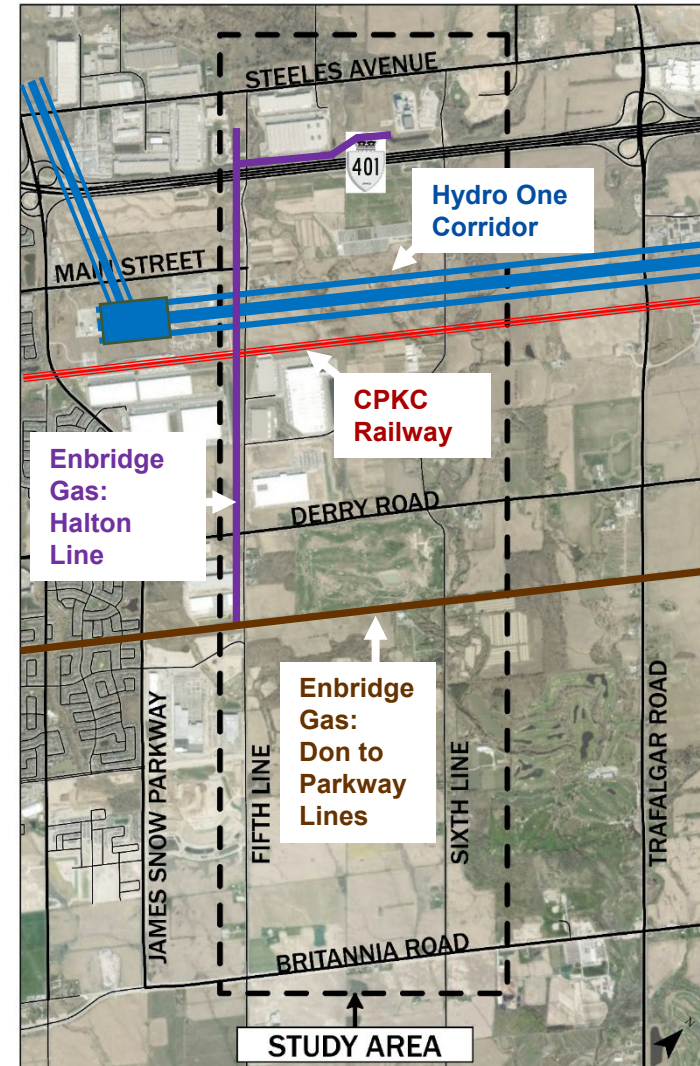 STEELES AVENUE
401
Hydro One
Corridor
MAIN STREET
CPKC
Railway
Enbridge
Gas:
Halton
Line
DERRY ROAD
Enbridge
Gas:
Don to
Parkway
Lines
JAMES SNOW PARKWAY
FIFTH LINE
SIXTH LINE
TRAFALGAR ROAD
BRITANNIA ROAD
STUDY AREA
N